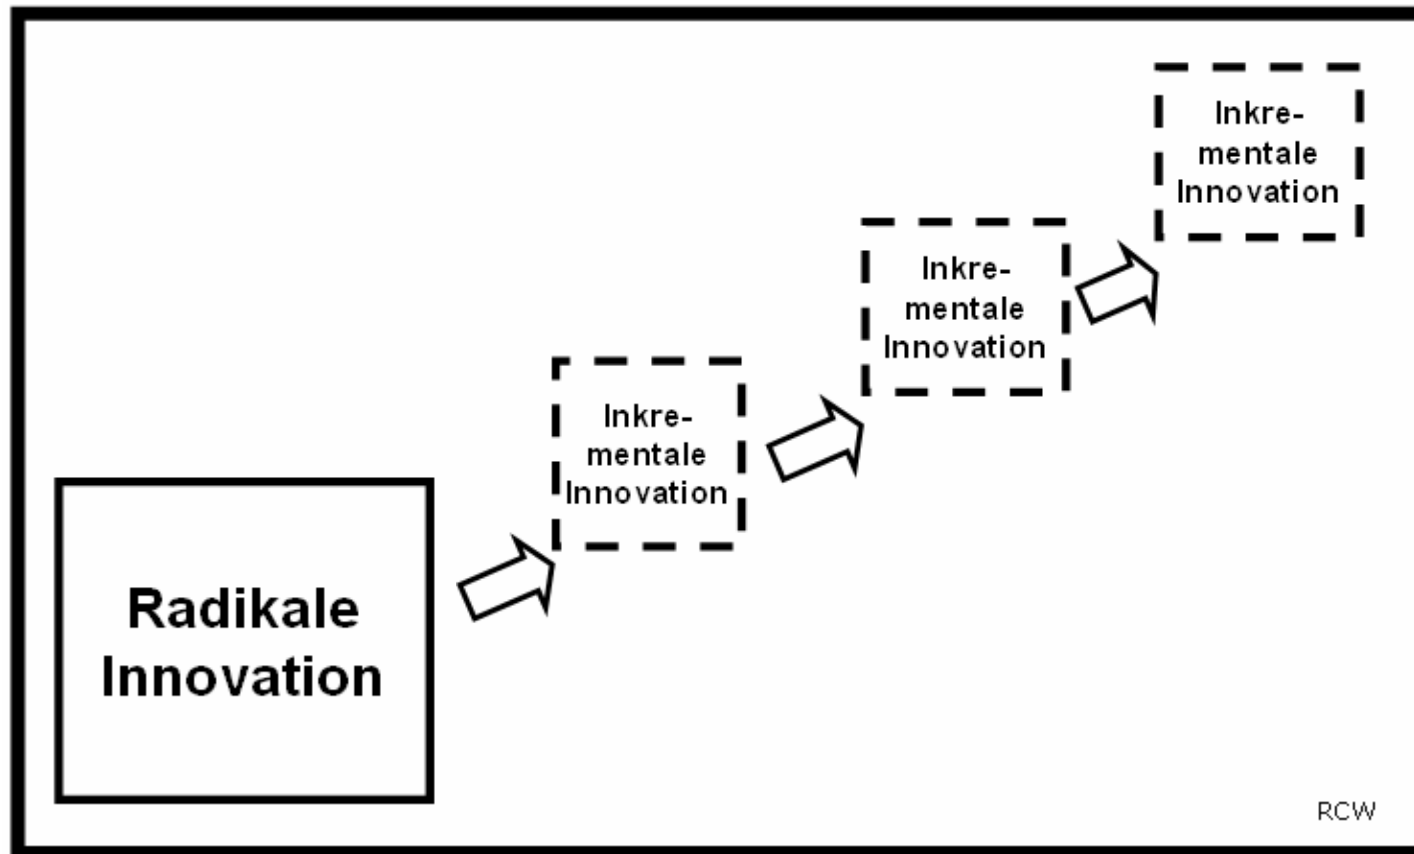 Radikale
Innovation
Inkre-
mentale
Innovation
Inkre-
mentale
Innovation
Inkre-
mentale
Innovation
RCW